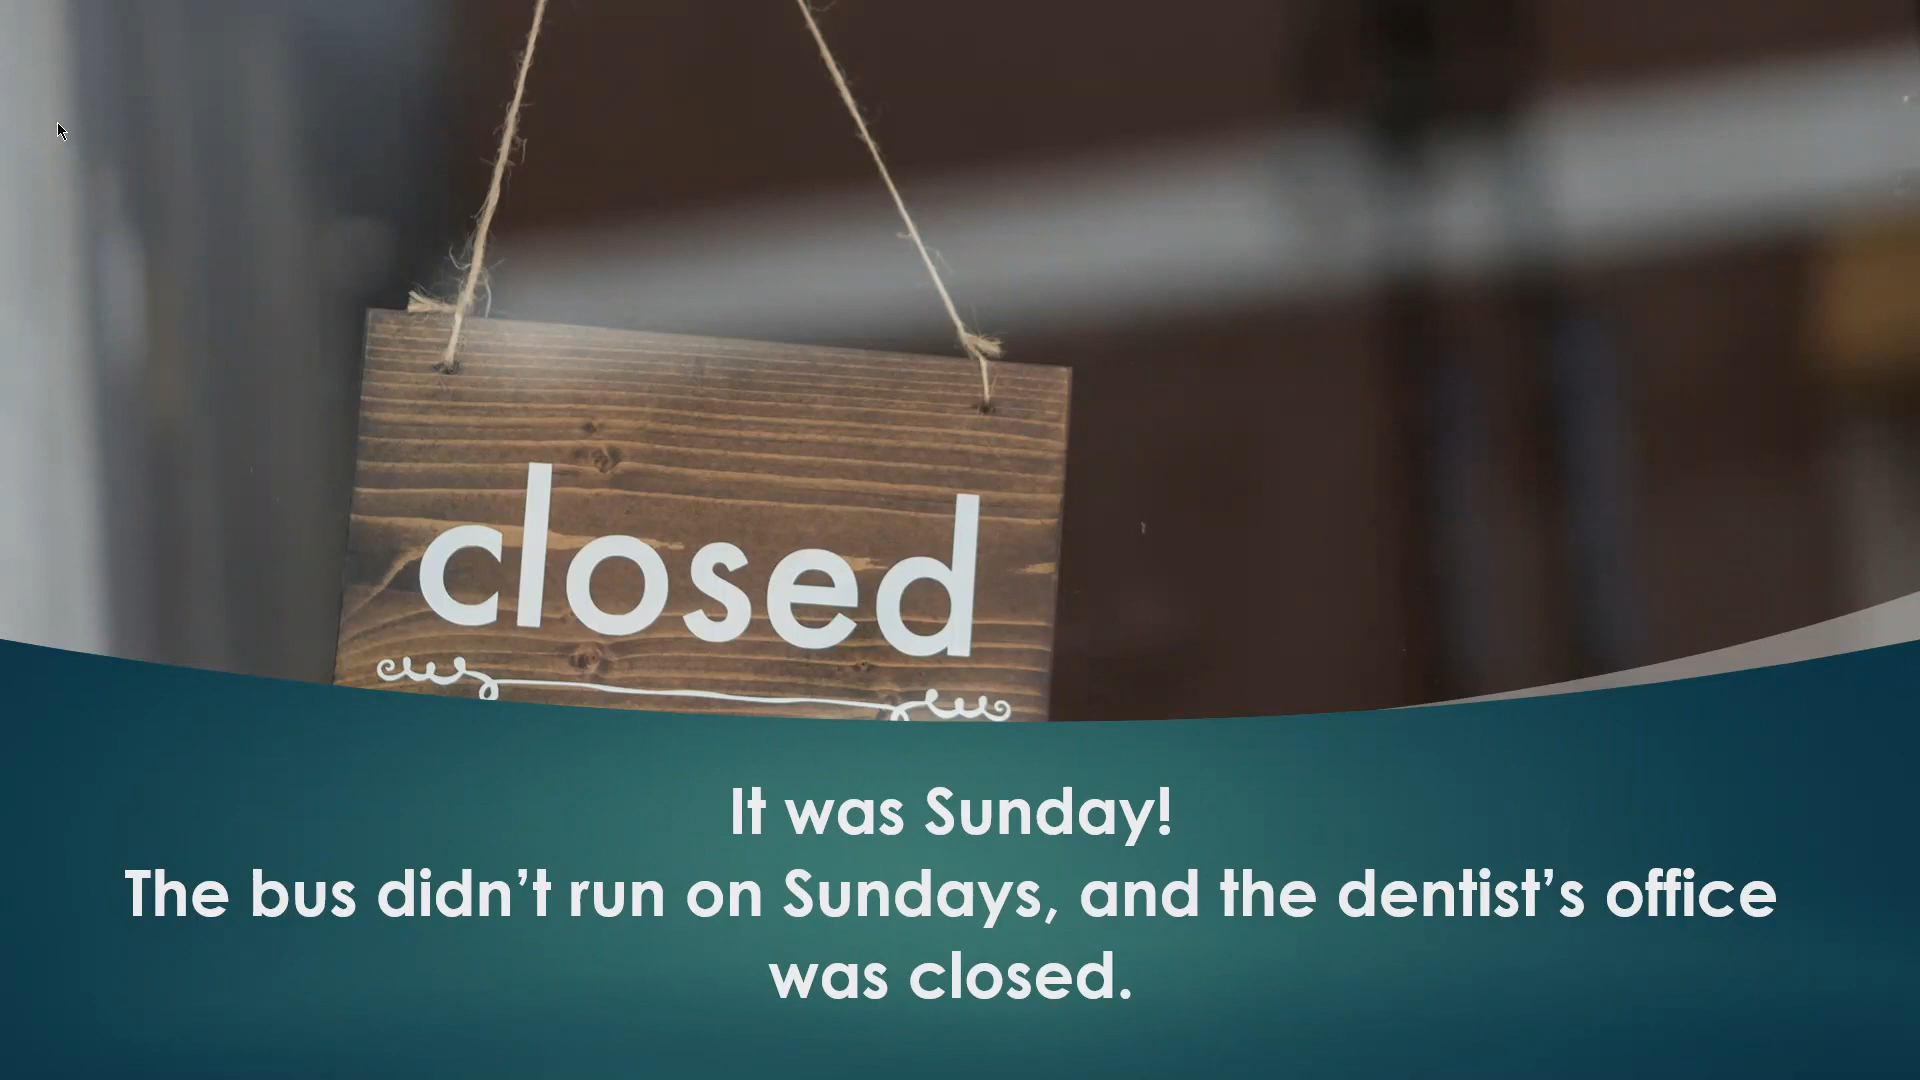 closed
It was Sunday!
The bus didn’t run on Sundays, and the dentist’s office
was closed.